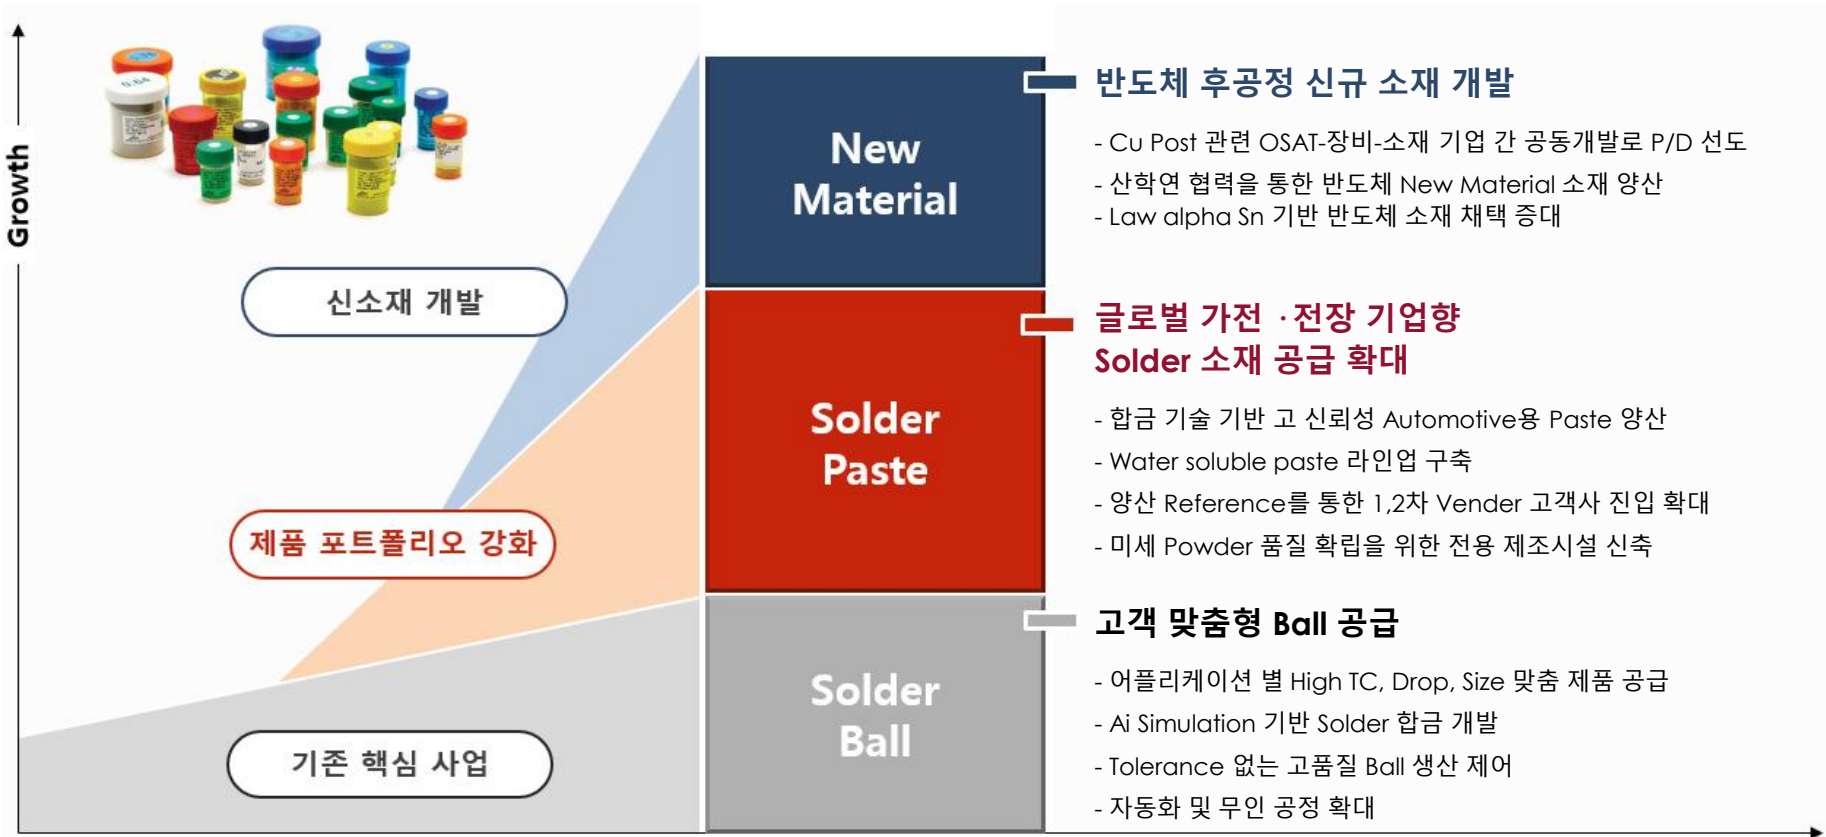 Growth
신소재 개발
제품 포트폴리오 강화
기존 핵심 사업
New
Material
Solder
Paste
Solder
Ball
반도체 후공정 신규 소재 개발
- Cu Post 관련 OSAT-장비-소재 기업 간 공동개발로 P/D 선도
- 산학연 협력을 통한 반도체 New Material 소재 양산
- Law alpha Sn 기반 반도체 소재 채택 증대
글로벌 가전 ·전장 기업향
Solder 소재 공급 확대
- 합금 기술 기반 고 신뢰성 Automotive용 Paste 양산
- Water soluble paste 라인업 구축
- 양산 Reference를 통한 1,2차 Vender 고객사 진입 확대
- 미세 Powder 품질 확립을 위한 전용 제조시설 신축
고객 맞춤형 Ball 공급
- 어플리케이션 별 High TC, Drop, Size 맞춤 제품 공급
- Ai Simulation 기반 Solder 합금 개발
- Tolerance 없는 고품질 Ball 생산 제어
- 자동화 및 무인 공정 확대